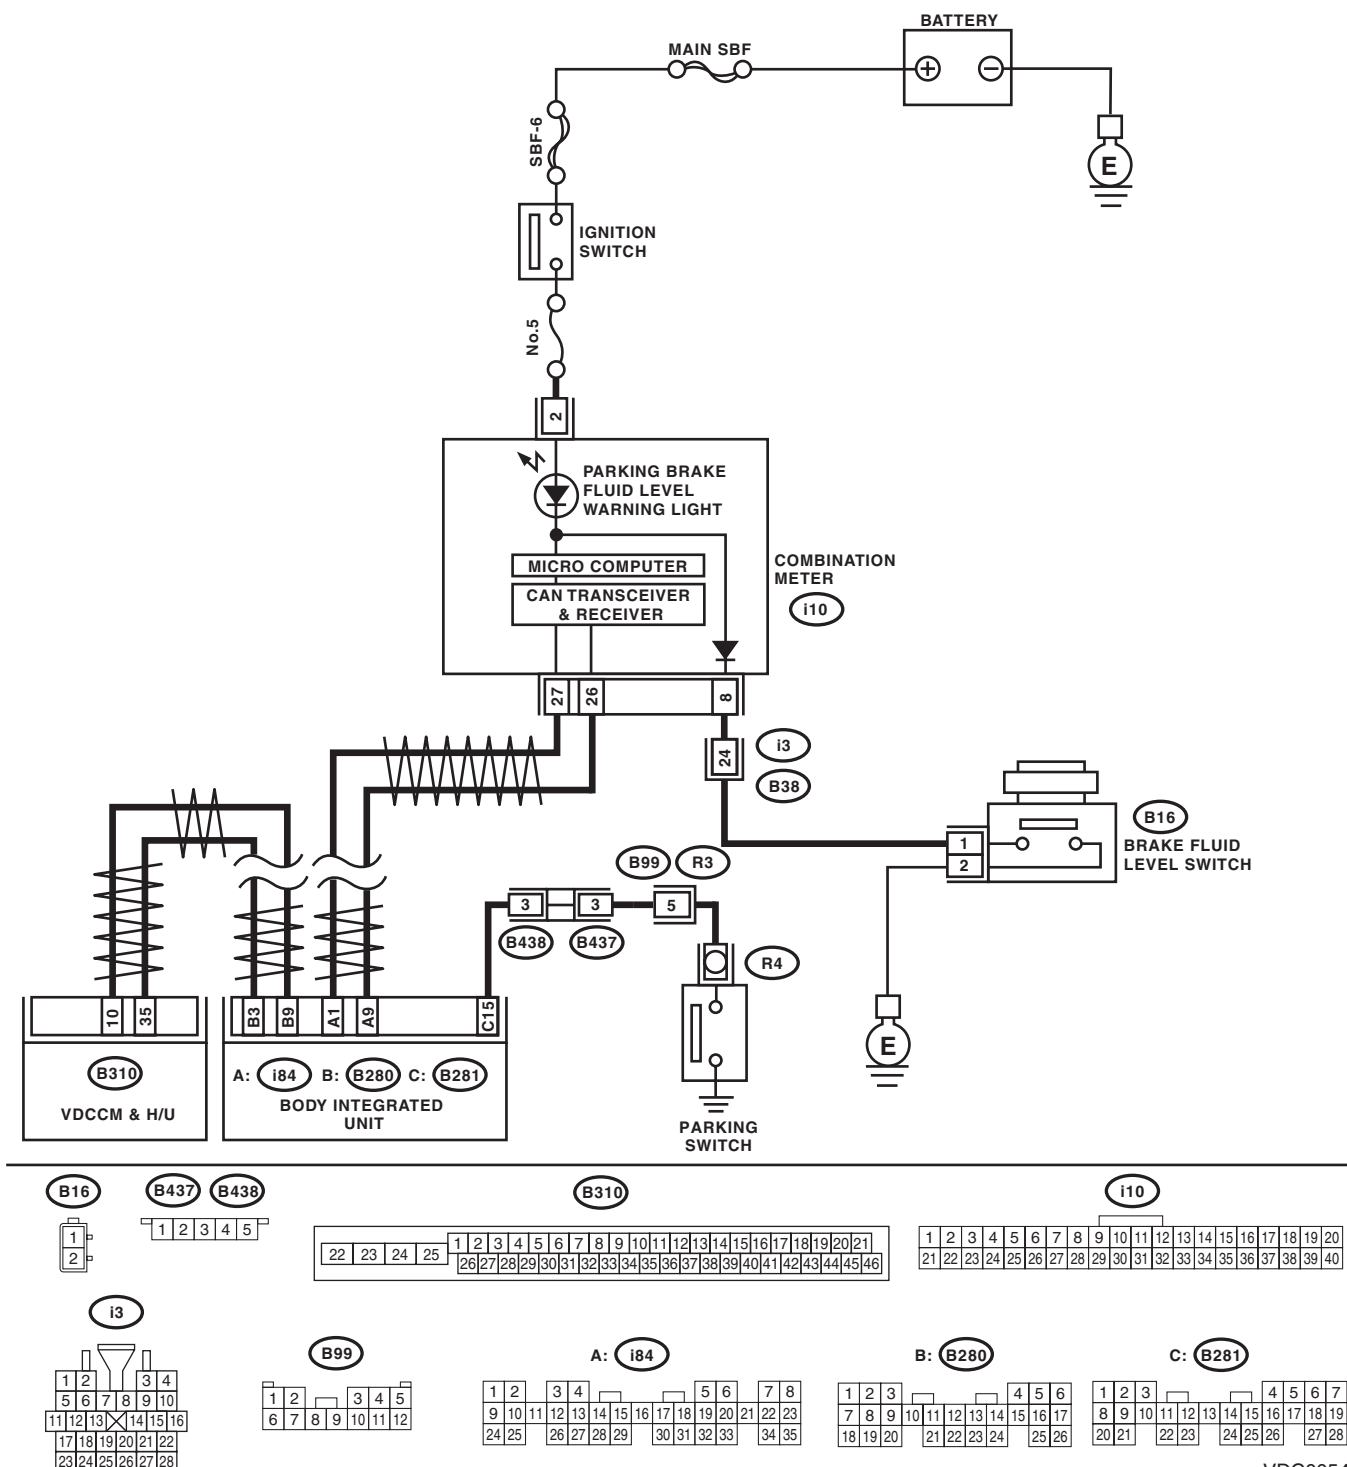 BATTERY
MAIN SBF
+ −
SBF-6
E
IGNITION
SWITCH
No.5
2
PARKING BRAKE
FLUID LEVEL
WARNING LIGHT
MICRO COMPUTER
CAN TRANSCEIVER
& RECEIVER
COMBINATION
METER
i10
27 26 8
24
i3
B38
B16
BRAKE FLUID
LEVEL SWITCH
1
2
B99 R3
3 3 5
B438 B437
R4
E
10 35
B3 B9 A1 A9 C15
B310
A: i84 B: B280 C: B281
VDCCM & H/U
BODY INTEGRATED
UNIT
PARKING
SWITCH
B16
1
2
B437 B438
1 2 3 4 5
B310
22 23 24 25
1 2 3 4 5 6 7 8 9 10 11 12 13 14 15 16 17 18 19 20 21
26 27 28 29 30 31 32 33 34 35 36 37 38 39 40 41 42 43 44 45 46
i10
1 2 3 4 5 6 7 8 9 10 11 12 13 14 15 16 17 18 19 20
21 22 23 24 25 26 27 28 29 30 31 32 33 34 35 36 37 38 39 40
i3
1 2 3 4
5 6 7 8 9 10
11 12 13 14 15 16
17 18 19 20 21 22
23 24 25 26 27 28
B99
1 2 3 4 5
6 7 8 9 10 11 12
A: i84
1 2 3 4 5 6 7 8
9 10 11 12 13 14 15 16 17 18 19 20 21 22 23
24 25 26 27 28 29 30 31 32 33 34 35
B: B280
1 2 3 4 5 6
7 8 9 10 11 12 13 14 15 16 17
18 19 20 21 22 23 24 25 26
C: B281
1 2 3 4 5 6 7
8 9 10 11 12 13 14 15 16 17 18 19
20 21 22 23 24 25 26 27 28